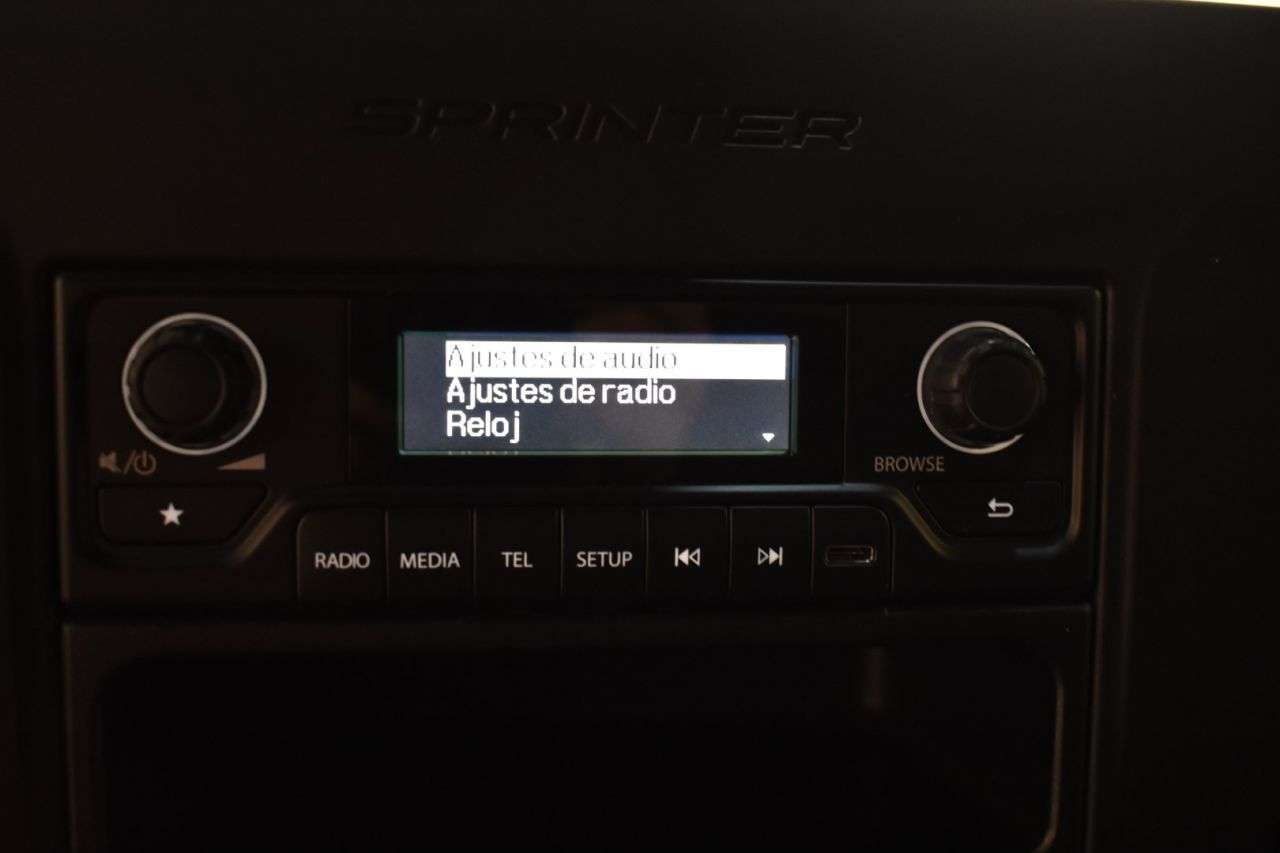 SPRINTER
Ajustes de audio
Ajustes de radio
Reloj
BROWSE
RADIO MEDIA TEL SETUP